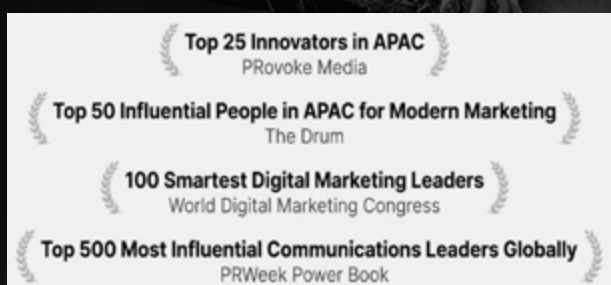 Top 25 Innovators in APAC
PRovoke Media
Top 50 Influential People in APAC for Modern Marketing
The Drum
100 Smartest Digital Marketing Leaders
World Digital Marketing Congress
Top 500 Most Influential Communications Leaders Globally
PRWeek Power Book